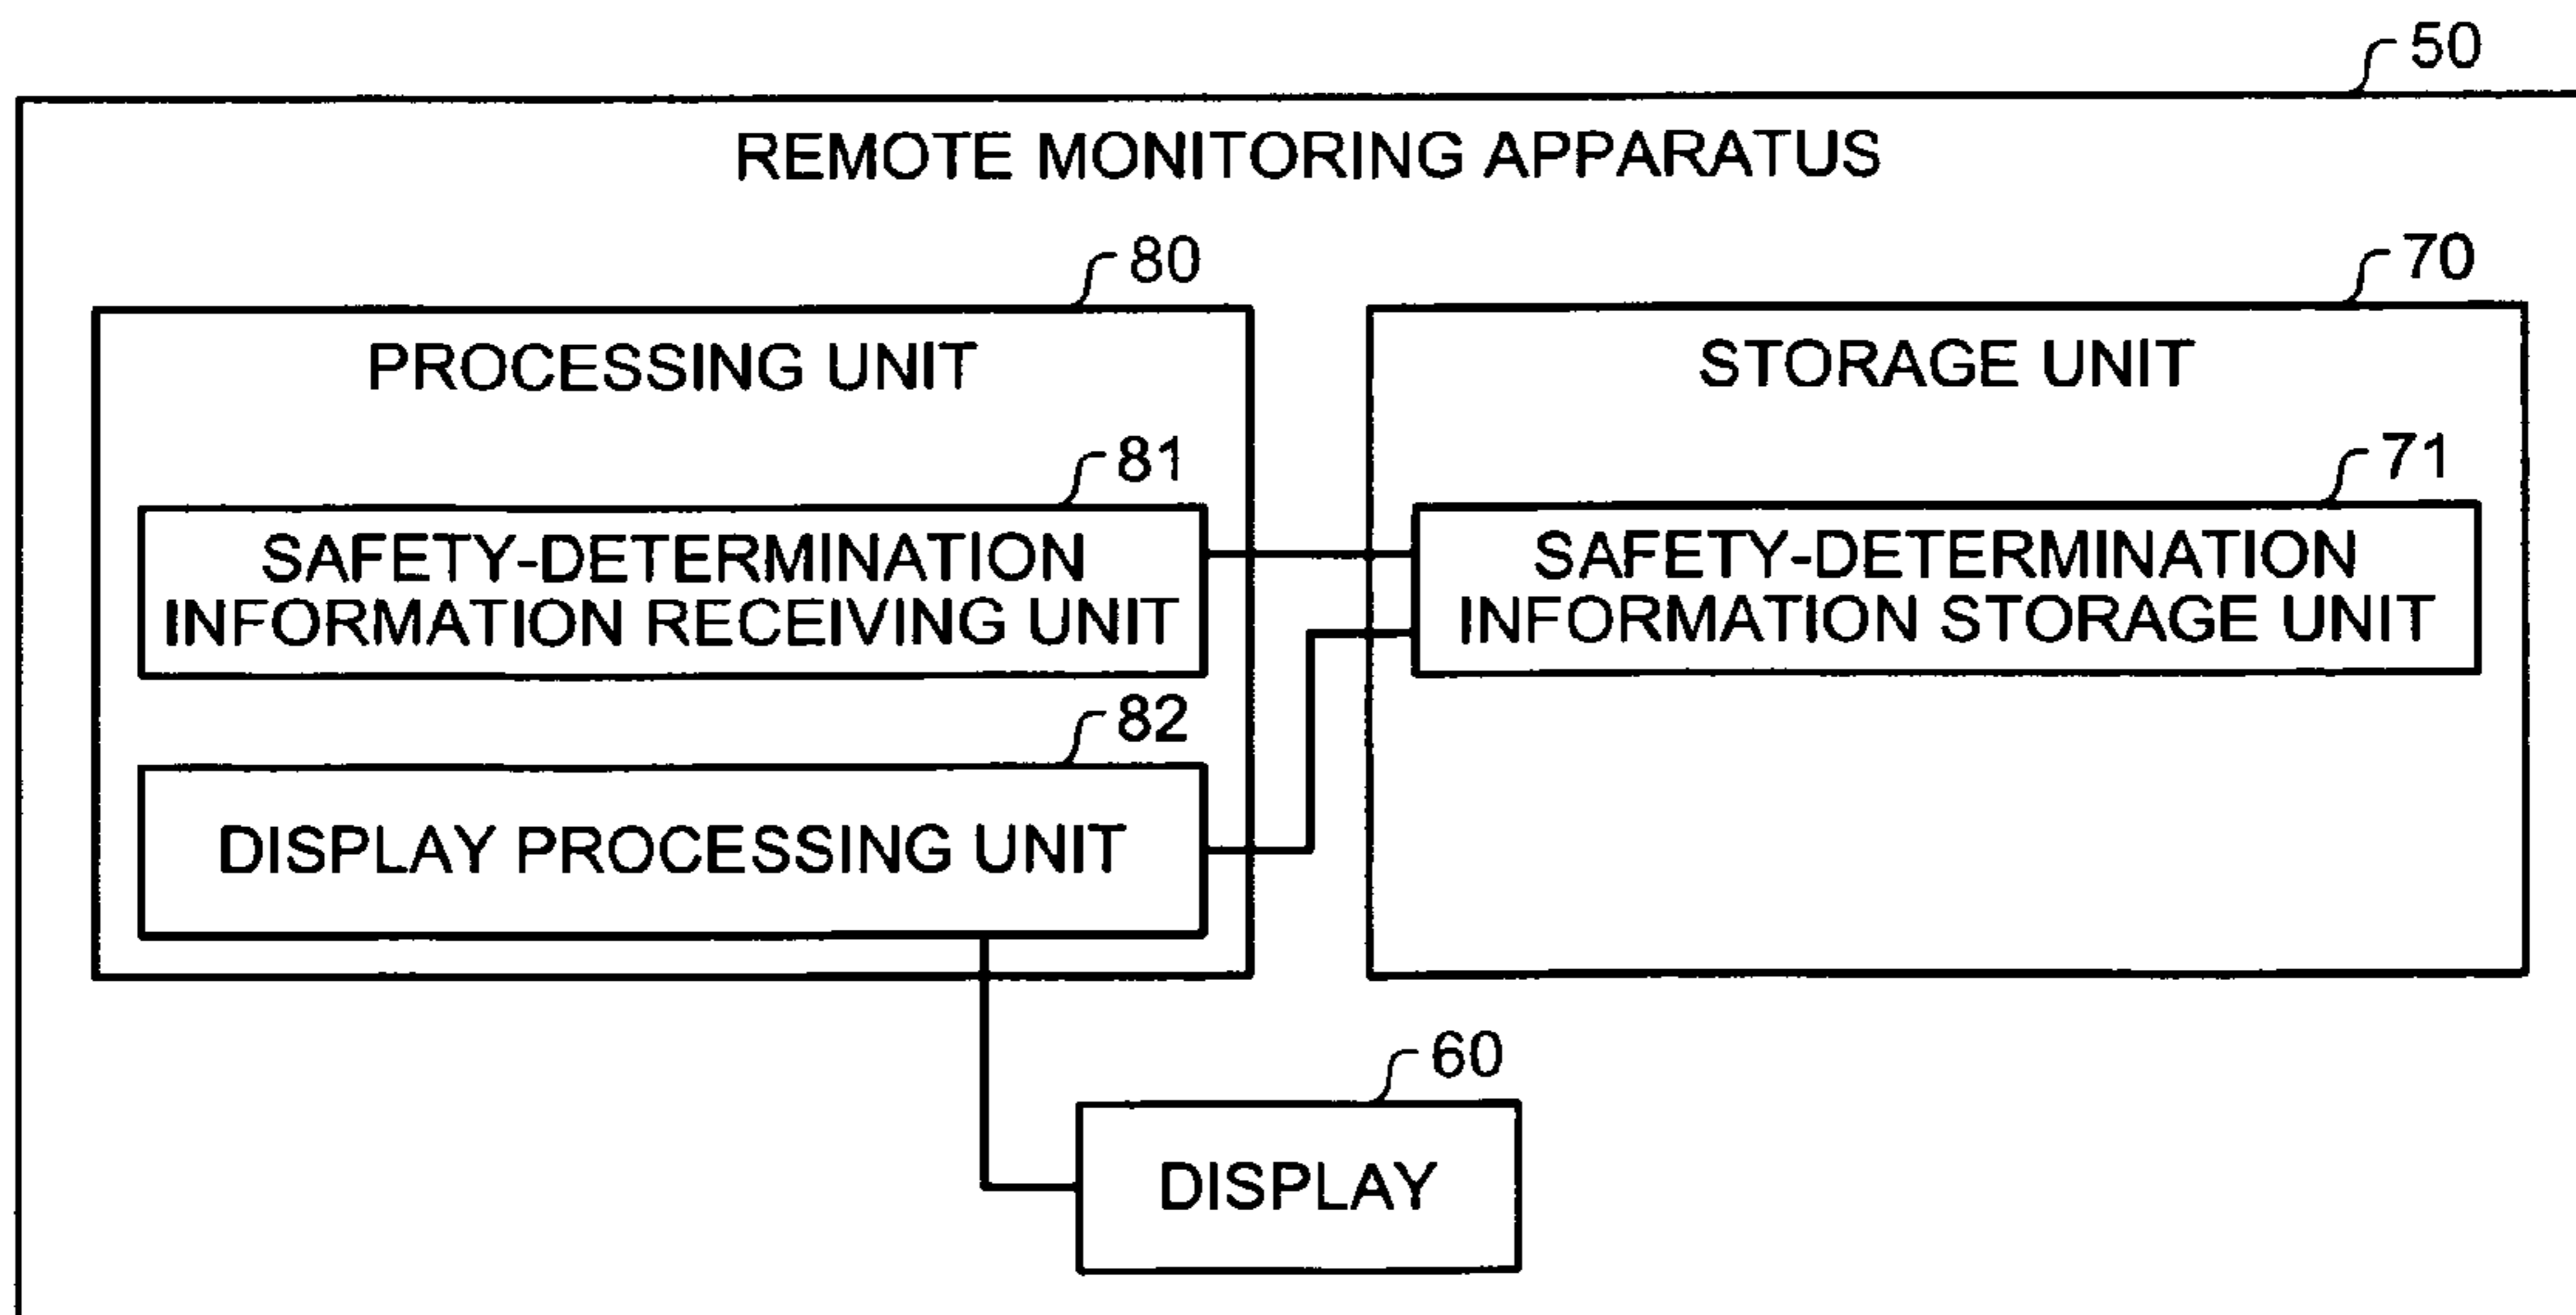 50
REMOTE MONITORING APPARATUS
80
70
PROCESSING UNIT
STORAGE UNIT
81
71
SAFETY-DETERMINATION
INFORMATION RECEIVING UNIT
SAFETY-DETERMINATION
INFORMATION STORAGE UNIT
82
DISPLAY PROCESSING UNIT
60
DISPLAY